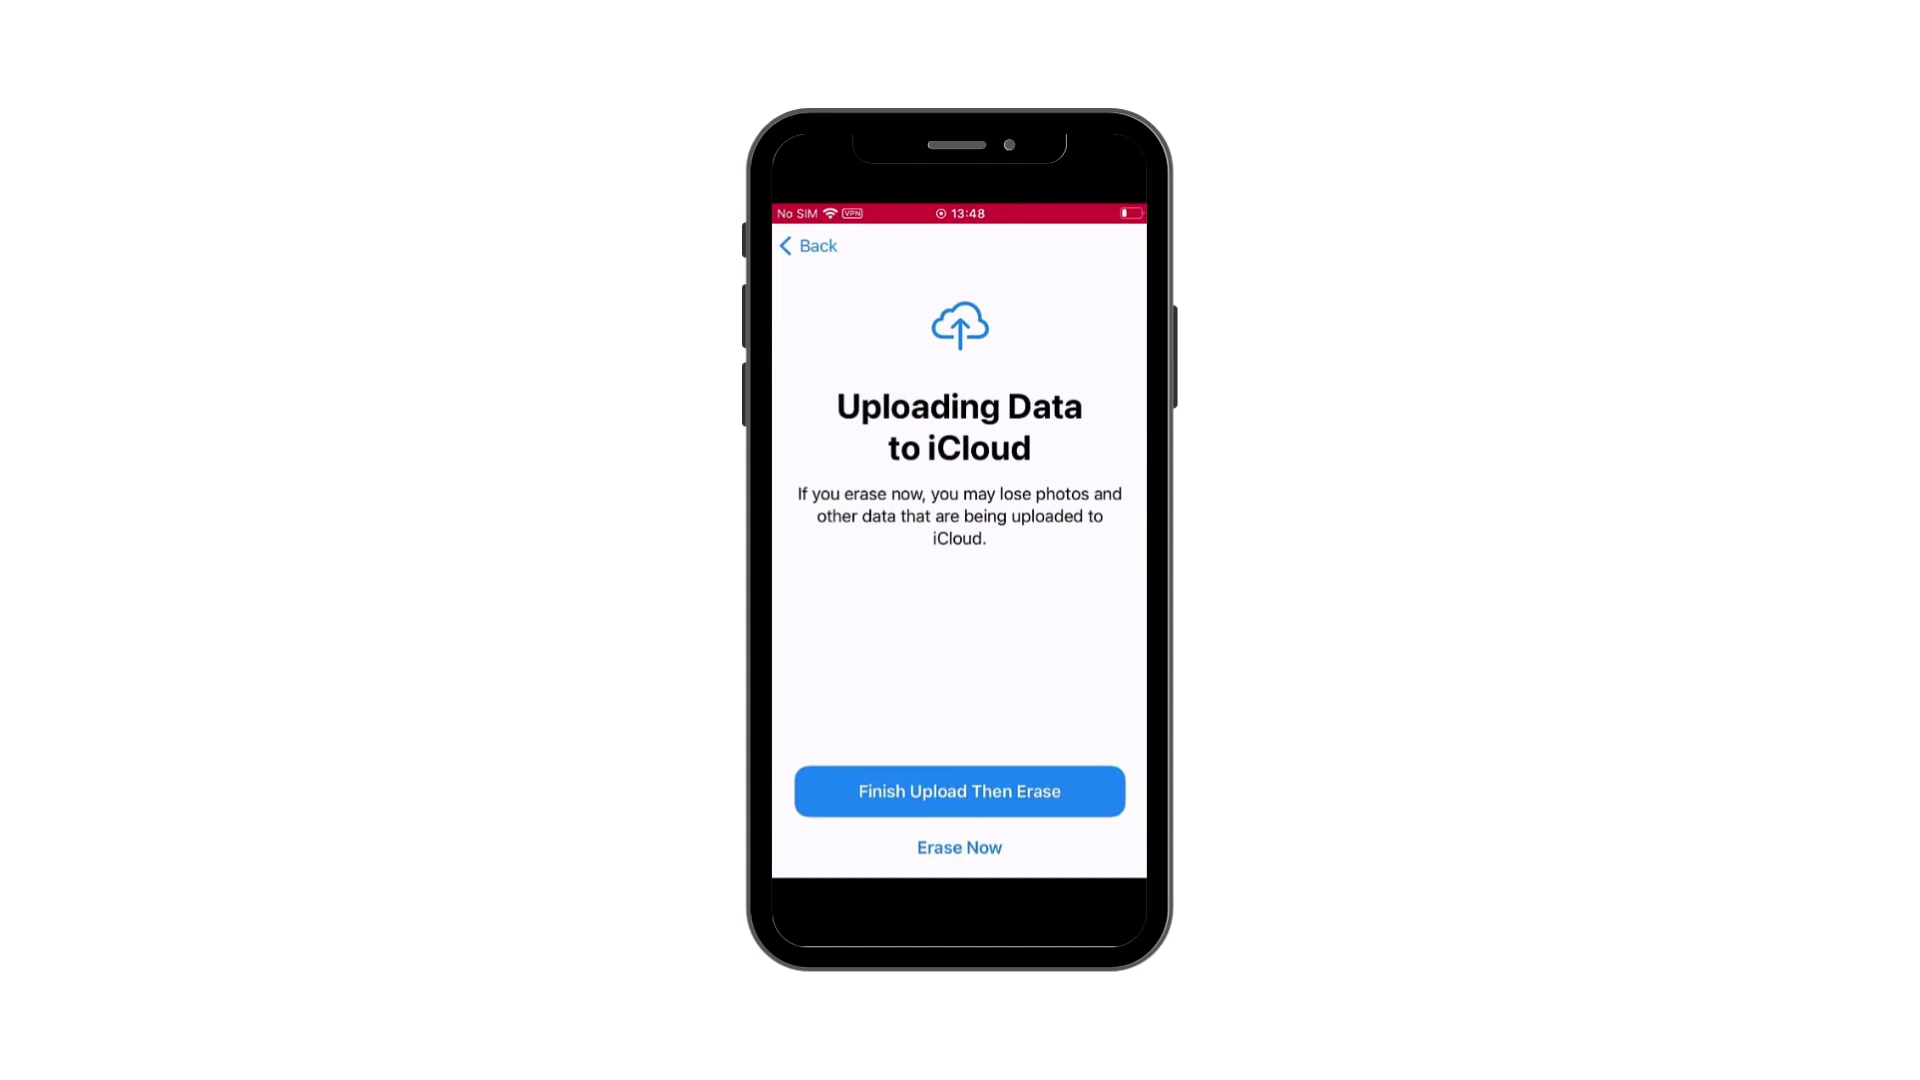 No SIM VPN 13:48
Back
Uploading Data
to iCloud
If you erase now, you may lose photos and
other data that are being uploaded to
iCloud.
Finish Upload Then Erase
Erase Now